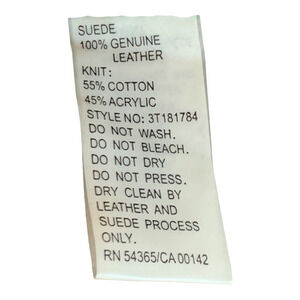 SUEDE
100% GENUINE
LEATHER
KNIT:
55% COTTON
45% ACRYLIC
STYLE NO: 3T181784
DO NOT WASH.
DO NOT BLEACH.
DO NOT DRY
DO NOT PRESS.
DRY CLEAN BY
LEATHER AND
SUEDE PROCESS
ONLY.
RN 54365/CA 00142